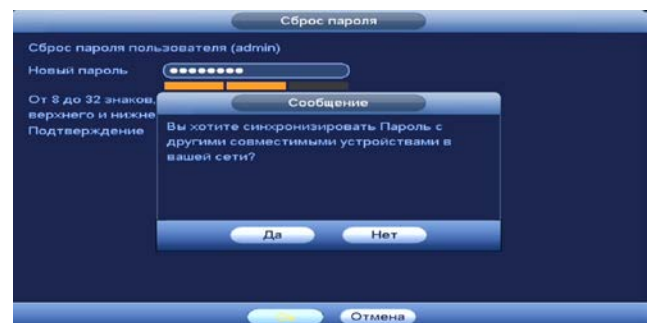 Сброс пароля
Сброс пароля пользователя (admin)
Новый пароль
От 8 до 32 знаков,
верхнего и нижне
Подтверждение
Сообщение
Вы хотите синхронизировать Пароль с
другими совместимыми устройствами в
вашей сети?
Да Нет
Отмена